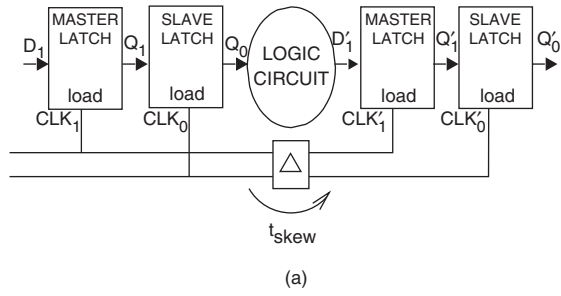 MASTER
LATCH
SLAVE
LATCH
MASTER
LATCH
SLAVE
LATCH
D1
Q1
Q0
LOGIC
CIRCUIT
D′1
Q′1
Q′0
load
load
load
load
CLK1
CLK0
CLK′1
CLK′0
△
tskew
(a)